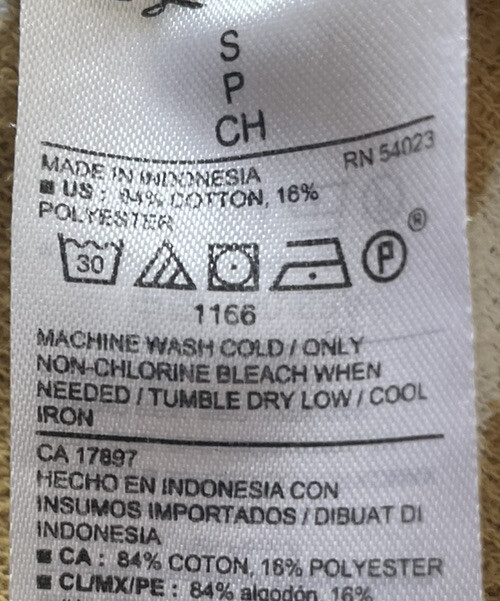 S
P
CH
RN 54023
MADE IN INDONESIA
US : 84% COTTON, 16%
POLYESTER
®
30
P
1166
MACHINE WASH COLD / ONLY
NON-CHLORINE BLEACH WHEN
NEEDED / TUMBLE DRY LOW / COOL
IRON
CA 17897
HECHO EN INDONESIA CON
INSUMOS IMPORTADOS / DIBUAT DI
INDONESIA
CA : 84% COTON, 16% POLYESTER
CL/MX/PE : 84% algodón, 16%